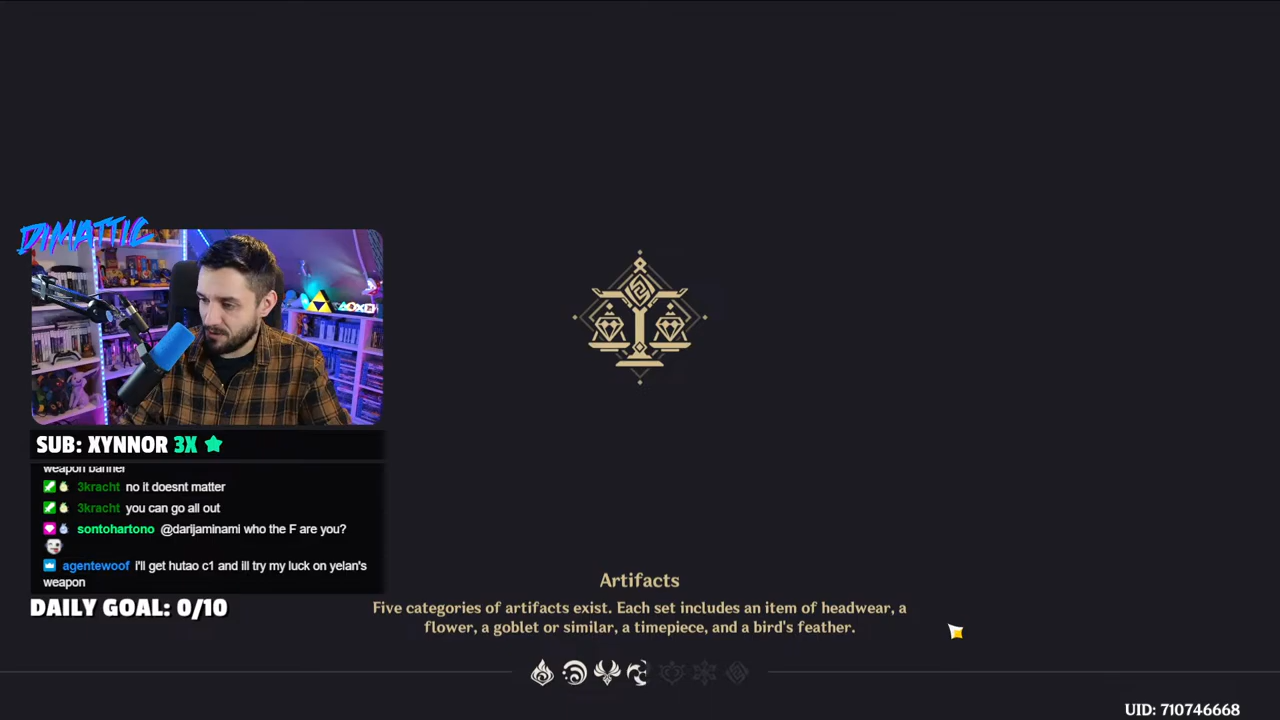 DIMATTIC
SUB: XYNNOR 3X
weapon banner
3kracht no it doesnt matter
3kracht you can go all out
sontohartono @darijaminami who the F are you?
agentewoof I'll get hutao c1 and ill try my luck on yelan's
weapon
DAILY GOAL: 0/10
Artifacts
Five categories of artifacts exist. Each set includes an item of headwear, a
flower, a goblet or similar, a timepiece, and a bird's feather.
UID: 710746668